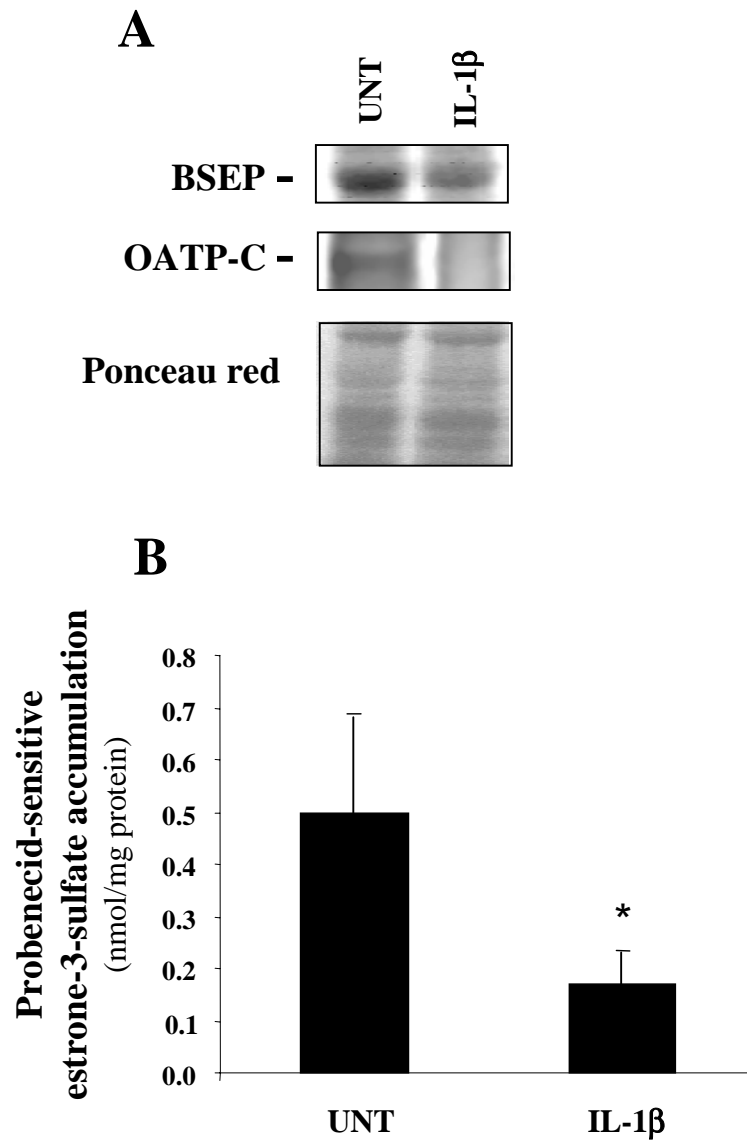 A
UNT
IL-1β
BSEP -
OATP-C -
Ponceau red
B
Probenecid-sensitive
estrone-3-sulfate accumulation
(nmol/mg protein)
0.8
0.7
0.6
0.5
0.4
0.3
0.2
0.1
0.0
*
UNT
IL-1β